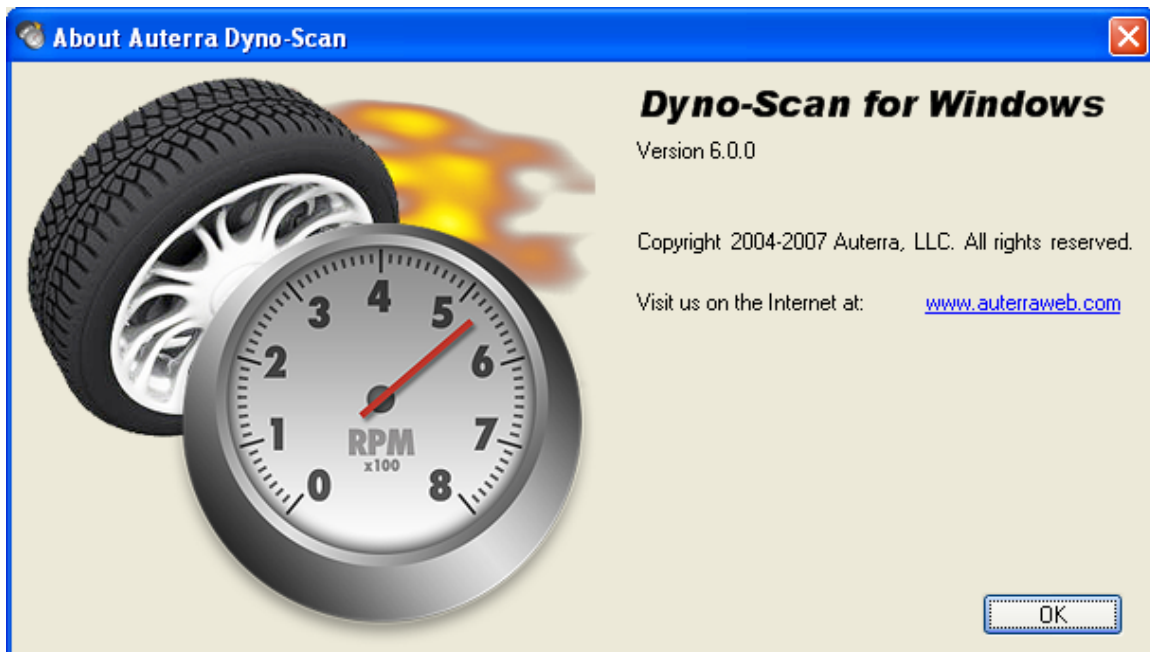 About Auterra Dyno-Scan
Dyno-Scan for Windows
Version 6.0.0
Copyright 2004-2007 Auterra, LLC. All rights reserved.
Visit us on the Internet at: www.auterraweb.com
0
1
2
3
4
5
6
7
8
RPM
x100
OK